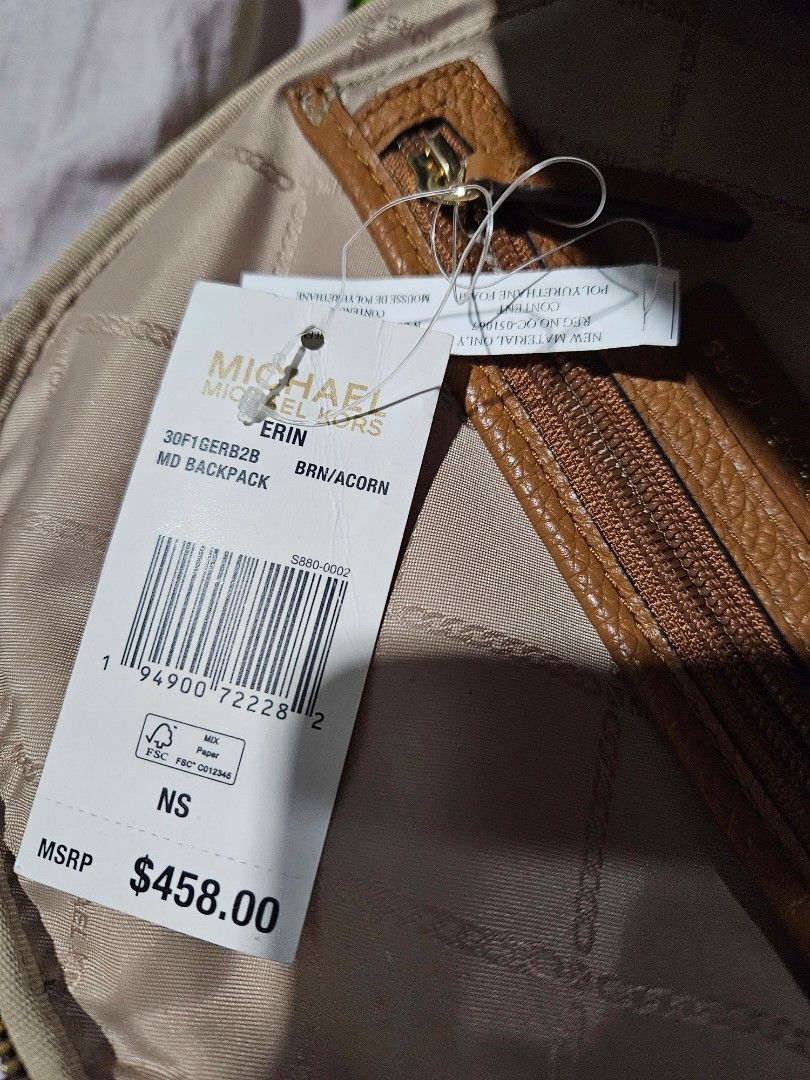 MICHAEL
MICHAEL KORS
ERIN
30F1GERB2B
MD BACKPACK
BRN/ACORN
S880-0002
1 94900 72228 2
FSC
MIX
Paper
FSC® C012345
NS
MSRP
$458.00
NEW MATERIAL ONLY
REG.NO QC-051067
CONTENT
POLYURETHANE FOAM
MOUSSE DE POLYURETHANE